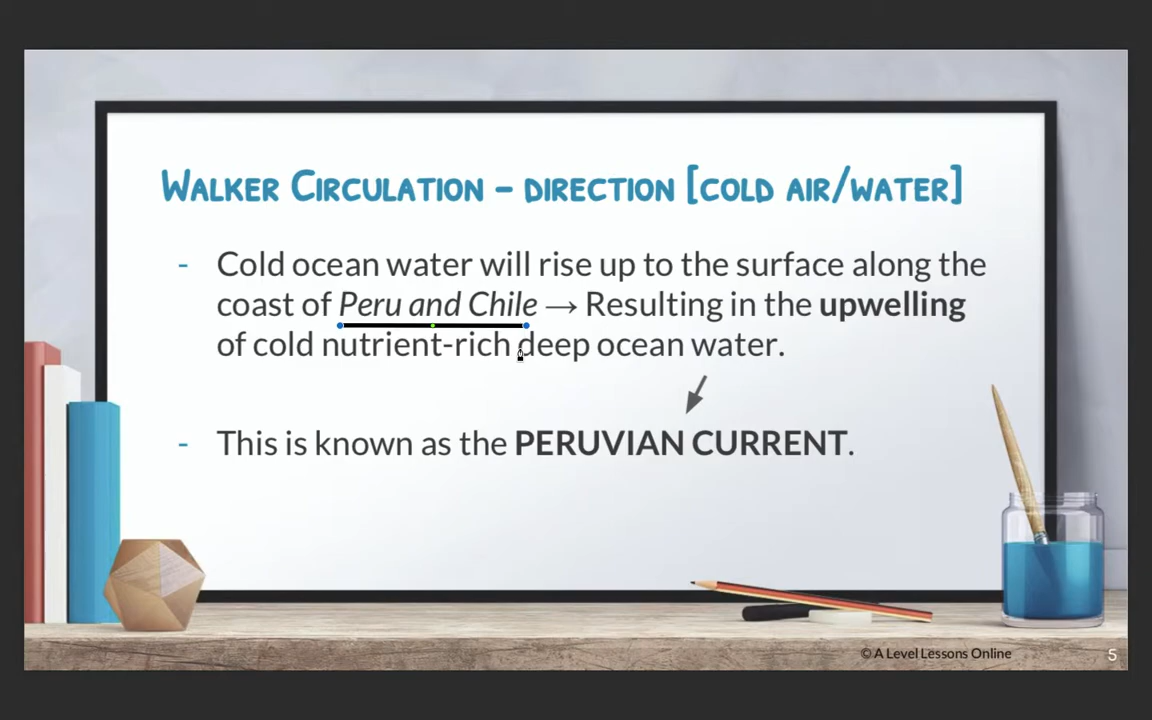 WALKER CIRCULATION – DIRECTION [COLD AIR/WATER]
- Cold ocean water will rise up to the surface along the
coast of Peru and Chile → Resulting in the upwelling
of cold nutrient-rich deep ocean water.
- This is known as the PERUVIAN CURRENT.
© A Level Lessons Online
5